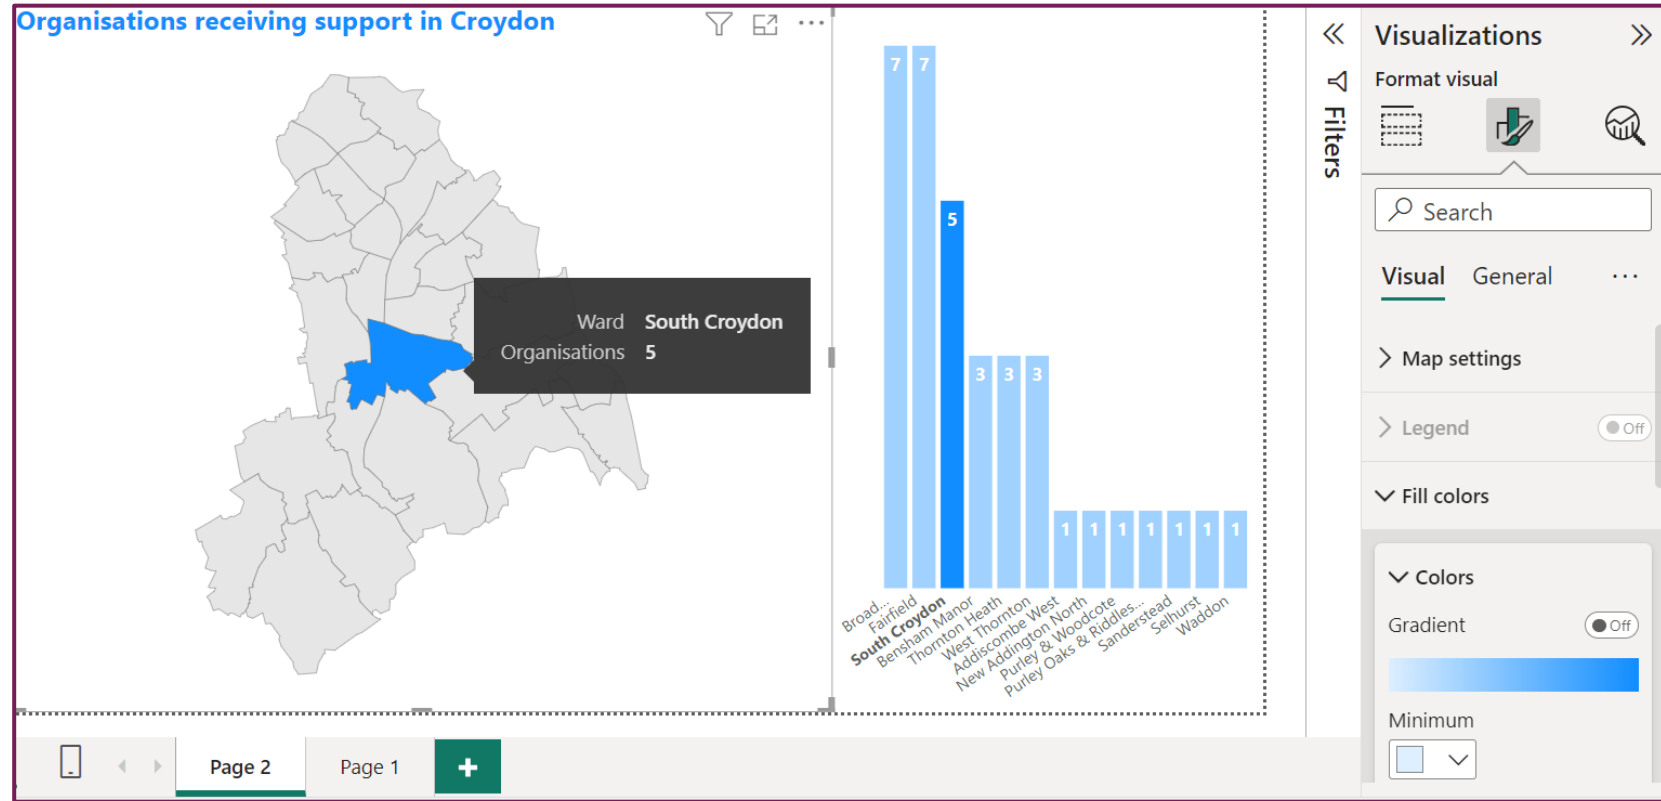 Organisations receiving support in Croydon
Ward South Croydon
Organisations 5
7
7
5
3
3
3
1
1
1
1
1
1
1
Broad...
Fairfield
South Croydon
Bensham Manor
Thornton Heath
West Thornton
Addiscombe West
New Addington North
Purley & Woodcote
Purley Oaks & Riddles...
Sanderstead
Selhurst
Waddon
Filters
Visualizations
Format visual
Search
Visual General
Map settings
Legend Off
Fill colors
Colors
Gradient Off
Minimum
Page 2 Page 1